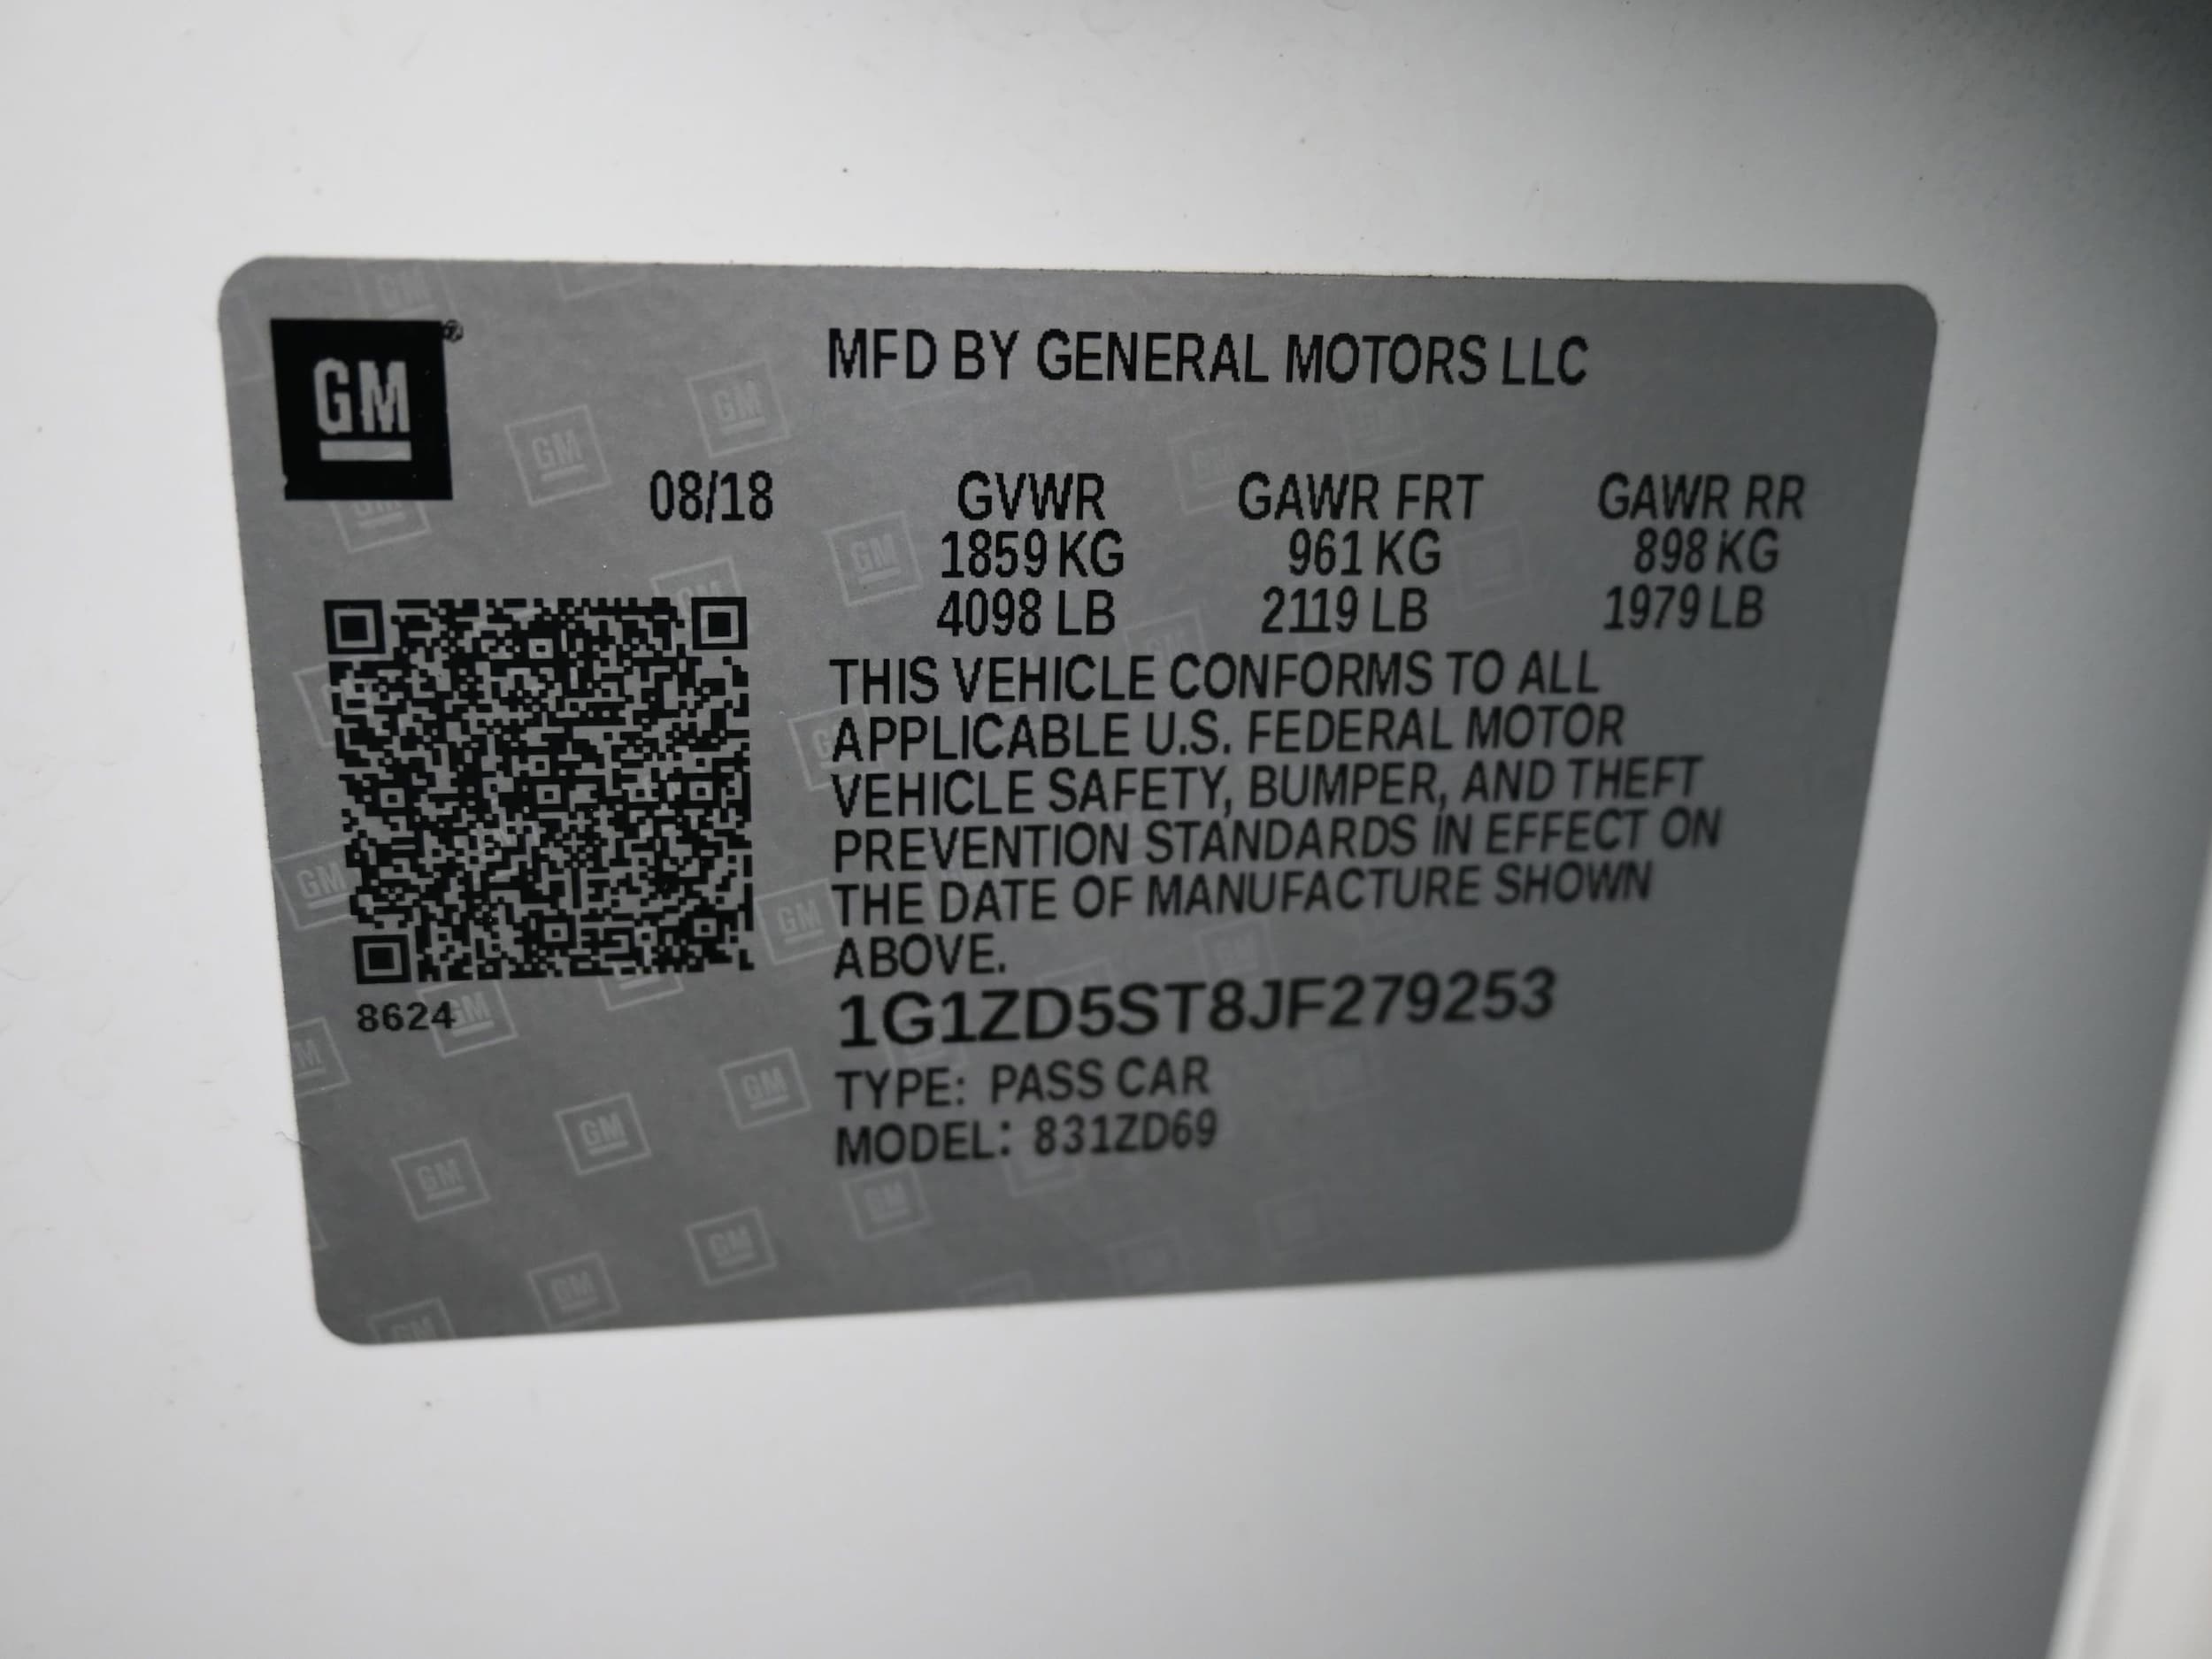 GM
MFD BY GENERAL MOTORS LLC
08/18 GVWR GAWR FRT GAWR RR
1859 KG 961 KG 898 KG
4098 LB 2119 LB 1979 LB
THIS VEHICLE CONFORMS TO ALL
APPLICABLE U.S. FEDERAL MOTOR
VEHICLE SAFETY, BUMPER, AND THEFT
PREVENTION STANDARDS IN EFFECT ON
THE DATE OF MANUFACTURE SHOWN
ABOVE.
8624
1G1ZD5ST8JF279253
TYPE: PASS CAR
MODEL: 831ZD69